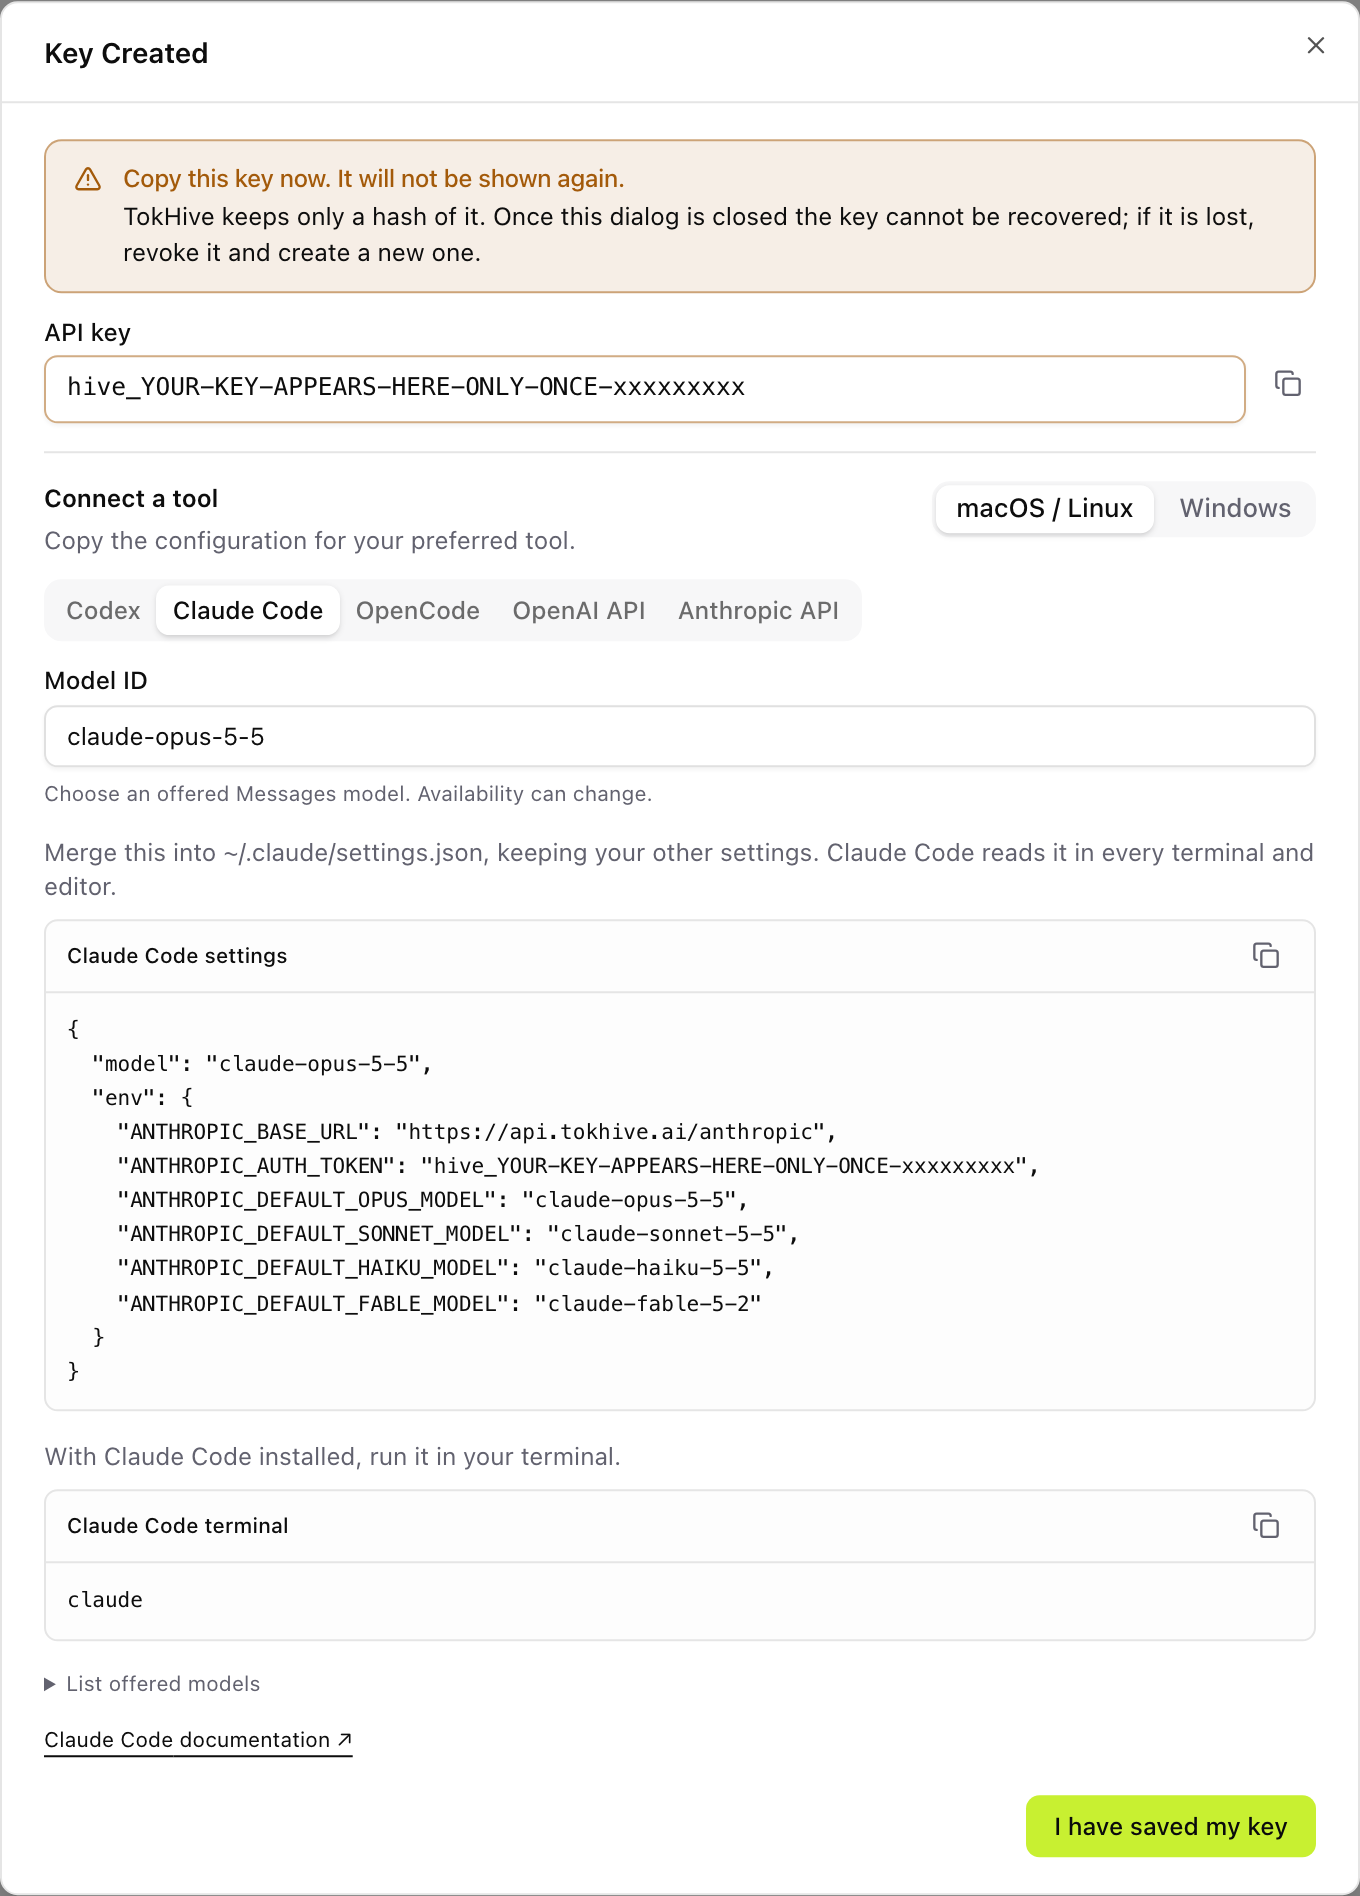 Key Created
Copy this key now. It will not be shown again.
TokHive keeps only a hash of it. Once this dialog is closed the key cannot be recovered; if it is lost,
revoke it and create a new one.
API key
hive_YOUR-KEY-APPEARS-HERE-ONLY-ONCE-xxxxxxxxx
Connect a tool
macOS / Linux Windows
Copy the configuration for your preferred tool.
Codex Claude Code OpenCode OpenAI API Anthropic API
Model ID
claude-opus-5-5
Choose an offered Messages model. Availability can change.
Merge this into ~/.claude/settings.json, keeping your other settings. Claude Code reads it in every terminal and
editor.
Claude Code settings
{
  "model": "claude-opus-5-5",
  "env": {
    "ANTHROPIC_BASE_URL": "https://api.tokhive.ai/anthropic",
    "ANTHROPIC_AUTH_TOKEN": "hive_YOUR-KEY-APPEARS-HERE-ONLY-ONCE-xxxxxxxxx",
    "ANTHROPIC_DEFAULT_OPUS_MODEL": "claude-opus-5-5",
    "ANTHROPIC_DEFAULT_SONNET_MODEL": "claude-sonnet-5-5",
    "ANTHROPIC_DEFAULT_HAIKU_MODEL": "claude-haiku-5-5",
    "ANTHROPIC_DEFAULT_FABLE_MODEL": "claude-fable-5-2"
  }
}
With Claude Code installed, run it in your terminal.
Claude Code terminal
claude
▶ List offered models
Claude Code documentation ↗
I have saved my key